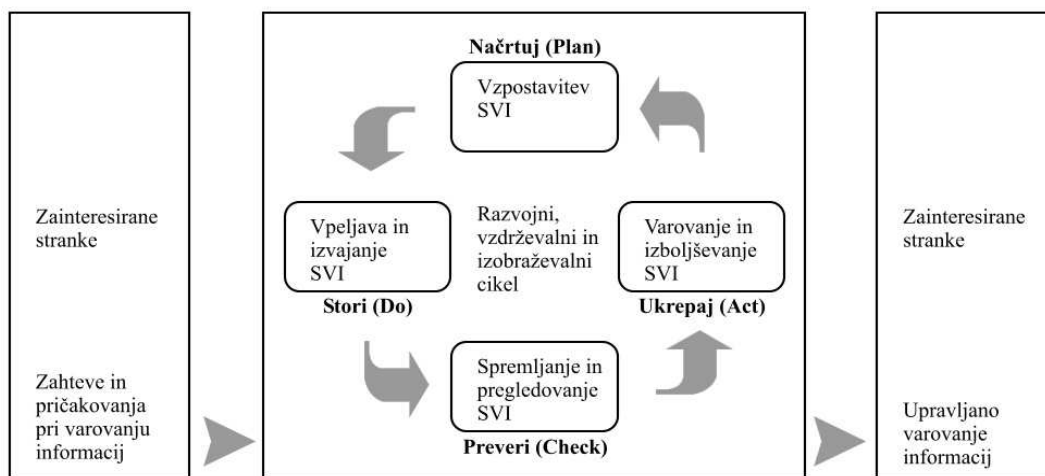 Zainteresirane
stranke
Zahteve in
pričakovanja
pri varovanju
informacij
Načrtuj (Plan)
Vzpostavitev
SVI
Vpeljava in
izvajanje
SVI
Stori (Do)
Razvojni,
vzdrževalni in
izobraževalni
cikel
Varovanje in
izboljševanje
SVI
Ukrepaj (Act)
Spremljanje in
pregledovanje
SVI
Preveri (Check)
Zainteresirane
stranke
Upravljano
varovanje
informacij